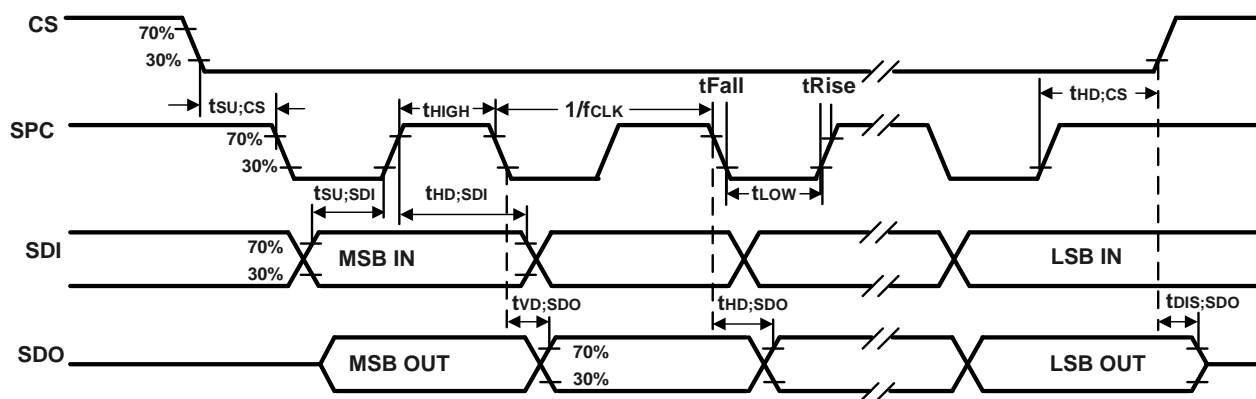 CS
70%
30%
tFall
tRise
tHD;CS
tSU;CS
tHIGH
1/fCLK
SPC
70%
30%
tSU;SDI
tHD;SDI
tLOW
SDI
70%
30%
MSB IN
LSB IN
tVD;SDO
tHD;SDO
tDIS;SDO
SDO
MSB OUT
70%
30%
LSB OUT